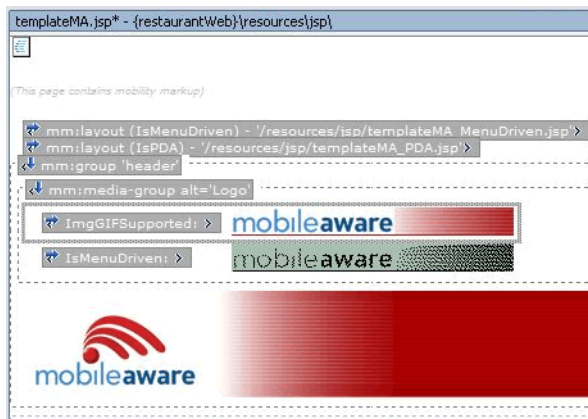 templateMA.jsp* - {restaurantWeb}\resources\jsp\
(This page contains mobility markup)
mm:layout (IsMenuDriven) - '/resources/jsp/templateMA_MenuDriven.jsp'>
mm:layout (IsPDA) - '/resources/jsp/templateMA_PDA.jsp'>
mm:group 'header'
mm:media-group alt='Logo'
ImgGIFSupported: > mobileaware
IsMenuDriven: > mobileaware
mobileaware